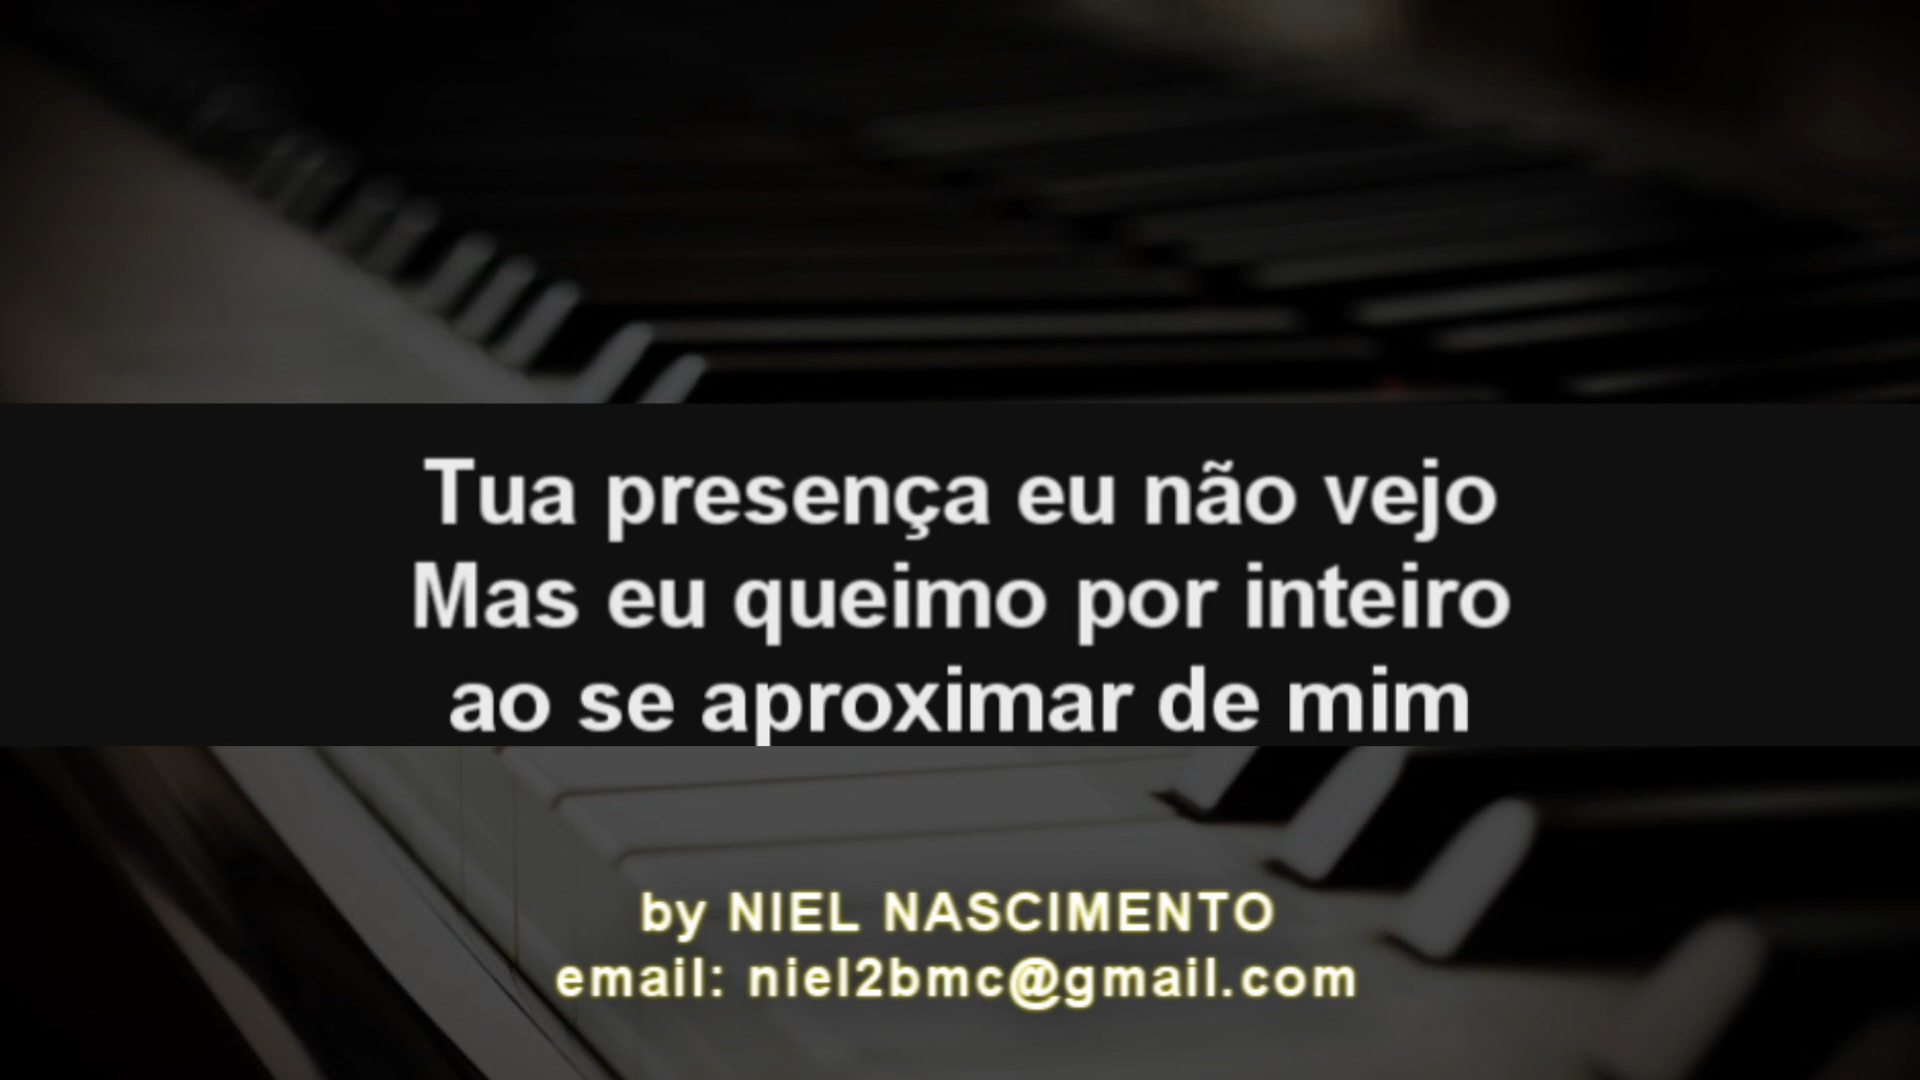 Tua presença eu não vejo
Mas eu queimo por inteiro
ao se aproximar de mim
by NIEL NASCIMENTO
email: niel2bmc@gmail.com